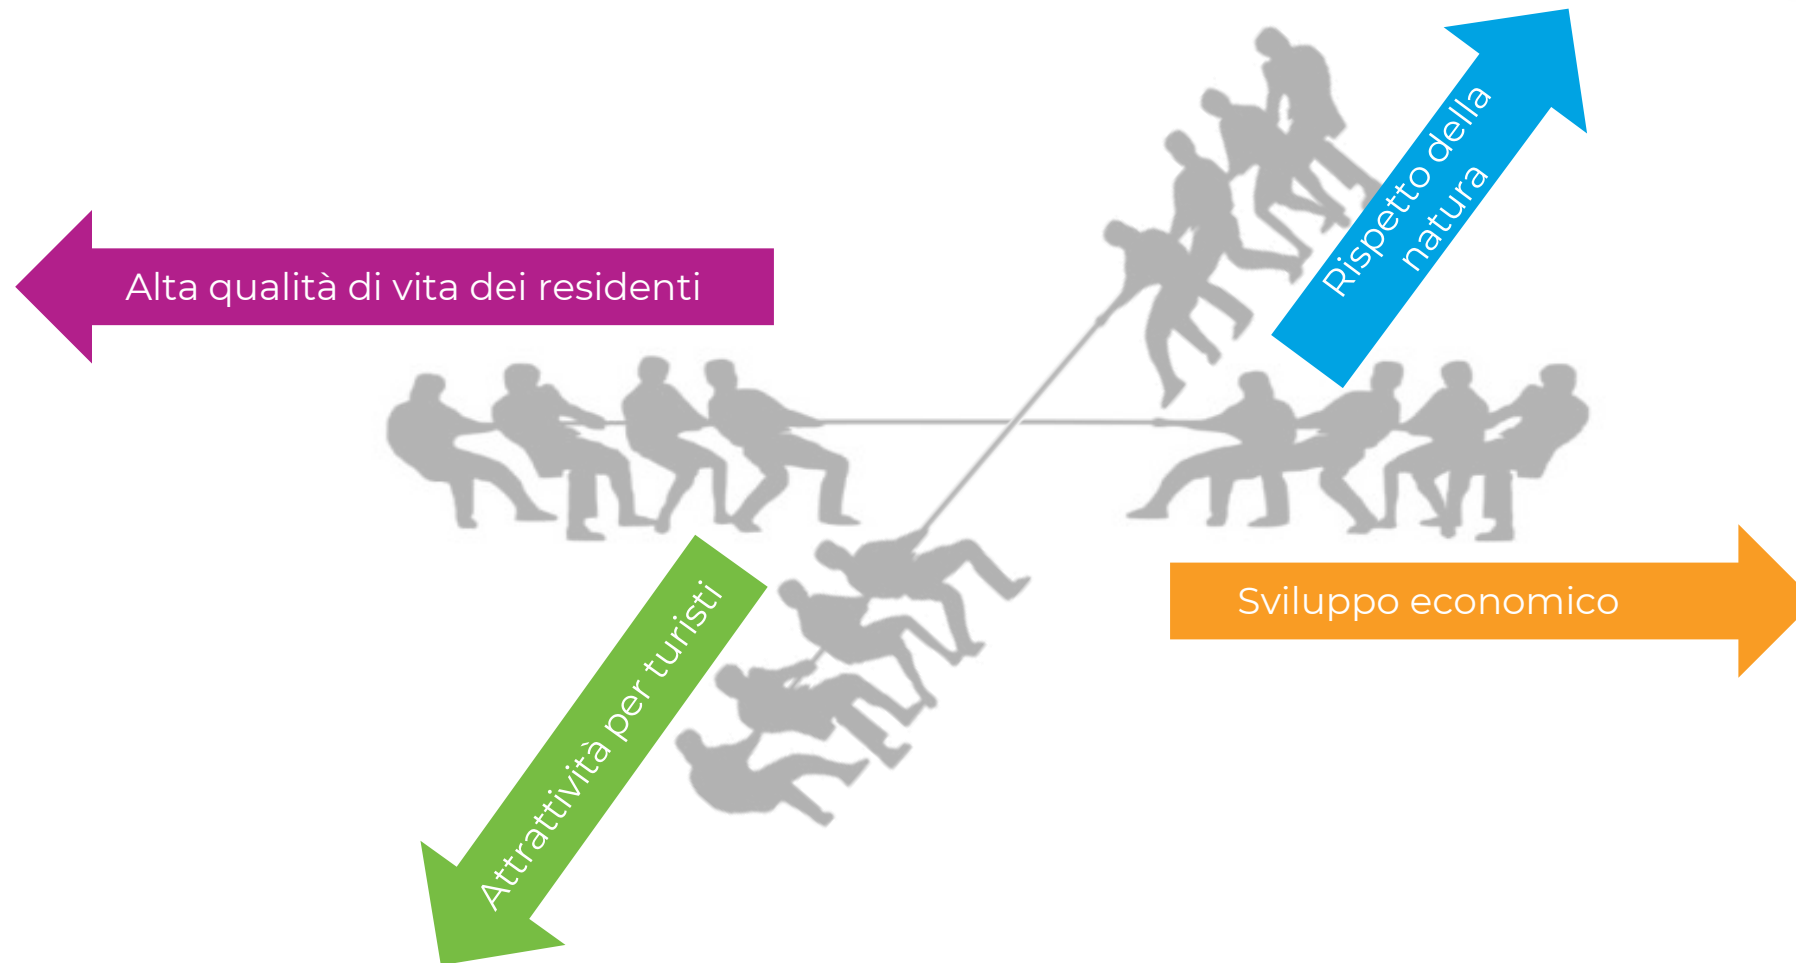 Rispetto della
natura
Alta qualità di vita dei residenti
Sviluppo economico
Attrattività per turisti